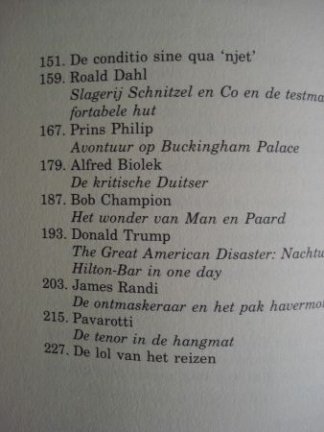 151. De conditio sine qua 'njet'
159. Roald Dahl
Slagerij Schnitzel en Co en de
fortabele hut
167. Prins Philip
Avontuur op Buckingham Palace
179. Alfred Biolek
De kritische Duitser
187. Bob Champion
Het wonder van Man en Paard
193. Donald Trump
The Great American Disaster:
Hilton-Bar in one day
203. James Randi
De ontmaskeraar en het pak
215. Pavarotti
De tenor in de hangmat
227. De lol van het reizen